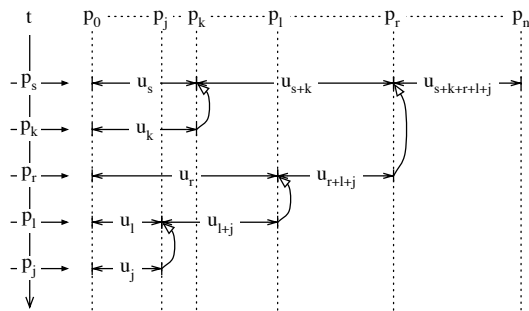 t p₀ pⱼ pₖ pₗ pᵣ pₙ
pₛ uₛ uₛ₊ₖ uₛ₊ₖ₊ᵣ₊ₗ₊ⱼ
pₖ uₖ
pᵣ uᵣ uᵣ₊ₗ₊ⱼ
pₗ uₗ uₗ₊ⱼ
pⱼ uⱼ